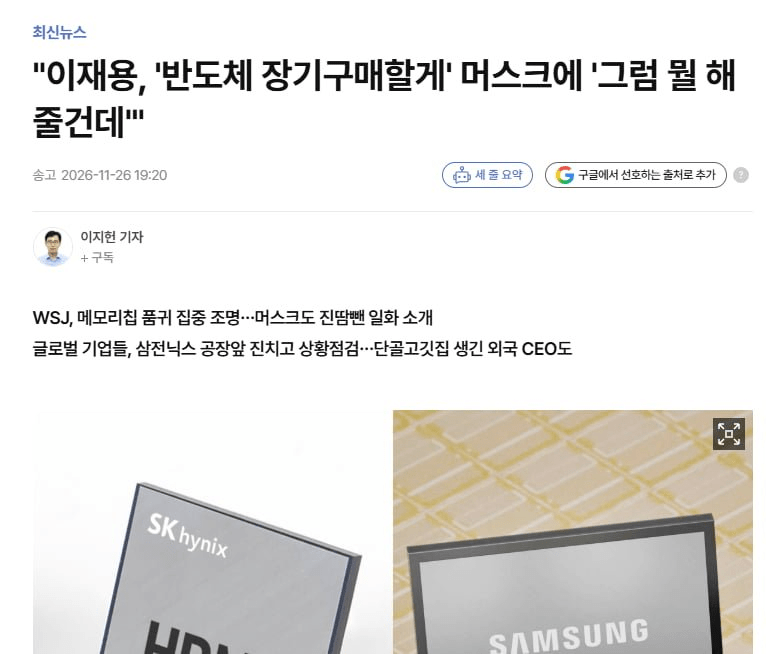 최신뉴스
"이재용, '반도체 장기구매할게' 머스크에 '그럼 뭘 해
줄건데'"
송고 2026-11-26 19:20
세 줄 요약
구글에서 선호하는 출처로 추가
?
이지헌 기자
+ 구독
WSJ, 메모리칩 품귀 집중 조명…머스크도 진땀뺀 일화 소개
글로벌 기업들, 삼전닉스 공장앞 진치고 상황점검…단골고깃집 생긴 외국 CEO도
SK hynix
SAMSUNG